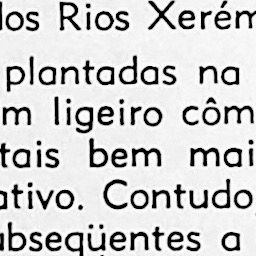 los Rios Xerém
plantadas na
m ligeiro côm
tais bem mai
ativo. Contudo
ubseqüentes a